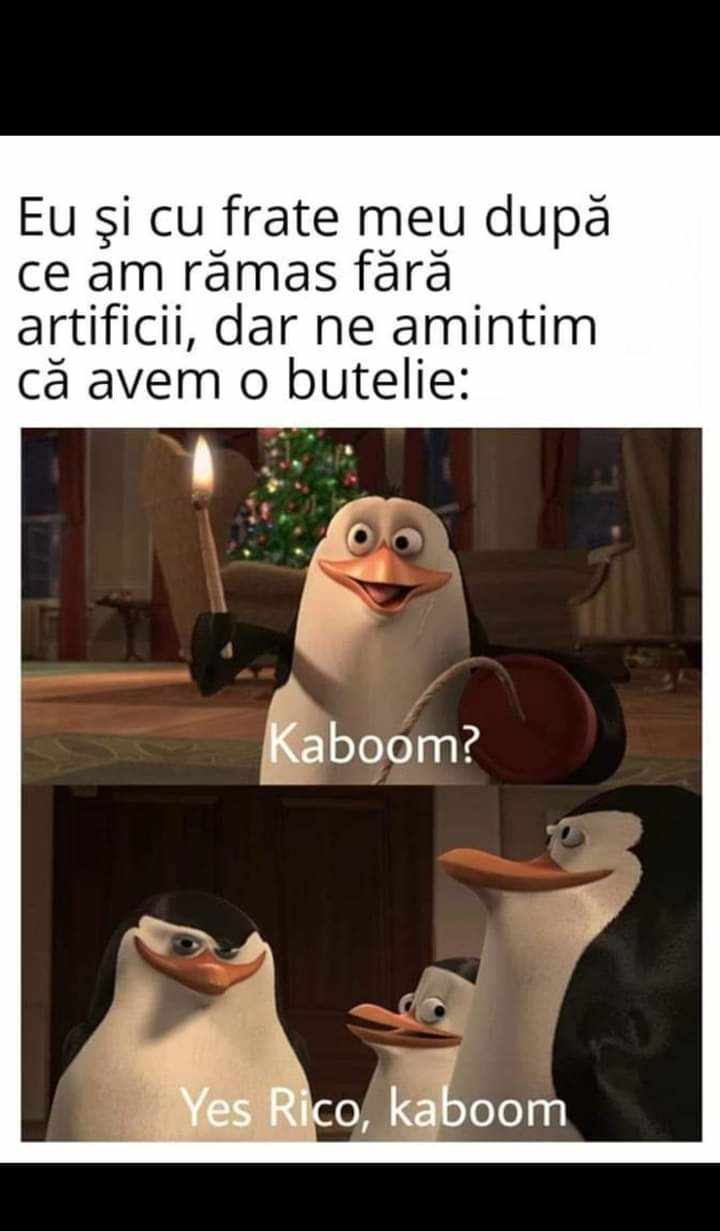 Eu şi cu frate meu după
ce am rămas fără
artificii, dar ne amintim
că avem o butelie:
Kaboom?
Yes Rico, kaboom